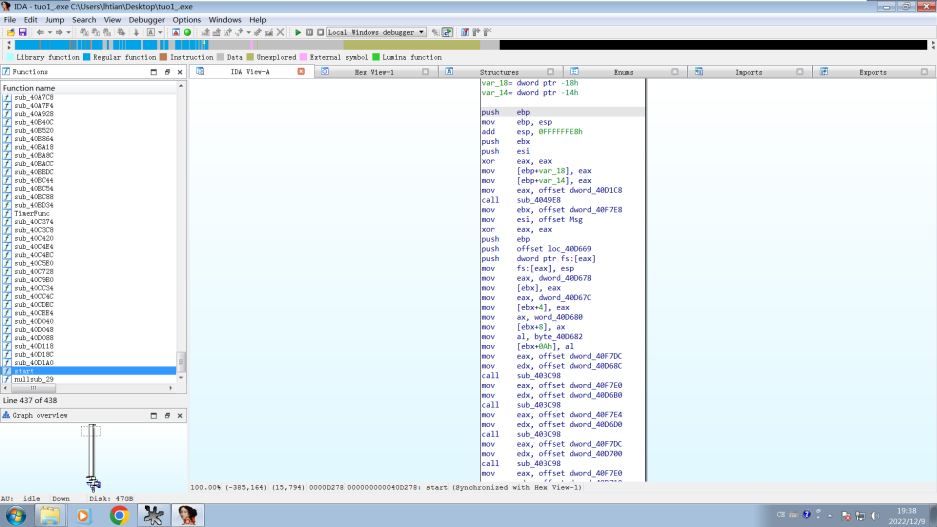 IDA - tuo1_.exe C:\Users\lhtian\Desktop\tuo1_.exe
File Edit Jump Search View Debugger Options Windows Help
Local Windows debugger
Library function Regular function Instruction Data Unexplored External symbol Lumina function
Functions
IDA View-A Hex View-1 Structures Enums Imports Exports
Function name
sub_40A7C8
sub_40A7F4
sub_40A928
sub_40B40C
sub_40B520
sub_40B864
sub_40BA18
sub_40BA8C
sub_40BACC
sub_40BBDC
sub_40BC44
sub_40BC54
sub_40BC88
sub_40BD34
TimerFunc
sub_40C374
sub_40C3C8
sub_40C420
sub_40C4E4
sub_40C4EC
sub_40C5E0
sub_40C728
sub_40C9B0
sub_40CC34
sub_40CC4C
sub_40CDEC
sub_40CEE4
sub_40D040
sub_40D048
sub_40D088
sub_40D118
sub_40D18C
sub_40D1A0
start
nullsub_29
Line 437 of 438
Graph overview
var_18= dword ptr -18h
var_14= dword ptr -14h
push ebp
mov ebp, esp
add esp, 0FFFFFFE8h
push ebx
push esi
xor eax, eax
mov [ebp+var_18], eax
mov [ebp+var_14], eax
mov eax, offset dword_40D1C8
call sub_4049E8
mov ebx, offset dword_40F7E8
mov esi, offset Msg
xor eax, eax
push ebp
push offset loc_40D669
push dword ptr fs:[eax]
mov fs:[eax], esp
mov eax, dword_40D678
mov [ebx], eax
mov eax, dword_40D67C
mov [ebx+4], eax
mov ax, word_40D680
mov [ebx+8], ax
mov al, byte_40D682
mov [ebx+0Ah], al
mov eax, offset dword_40F7DC
mov edx, offset dword_40D68C
call sub_403C98
mov eax, offset dword_40F7E0
mov edx, offset dword_40D6B0
call sub_403C98
mov eax, offset dword_40F7E4
mov edx, offset dword_40D6D0
call sub_403C98
mov eax, offset dword_40F7DC
mov edx, offset dword_40D700
call sub_403C98
mov eax, offset dword_40F7E0
100.00% (-385,164) (15,794) 0000D278 000000000040D278: start (Synchronized with Hex View-1)
AU: idle Down Disk: 47GB
CH
19:38
2022/12/9